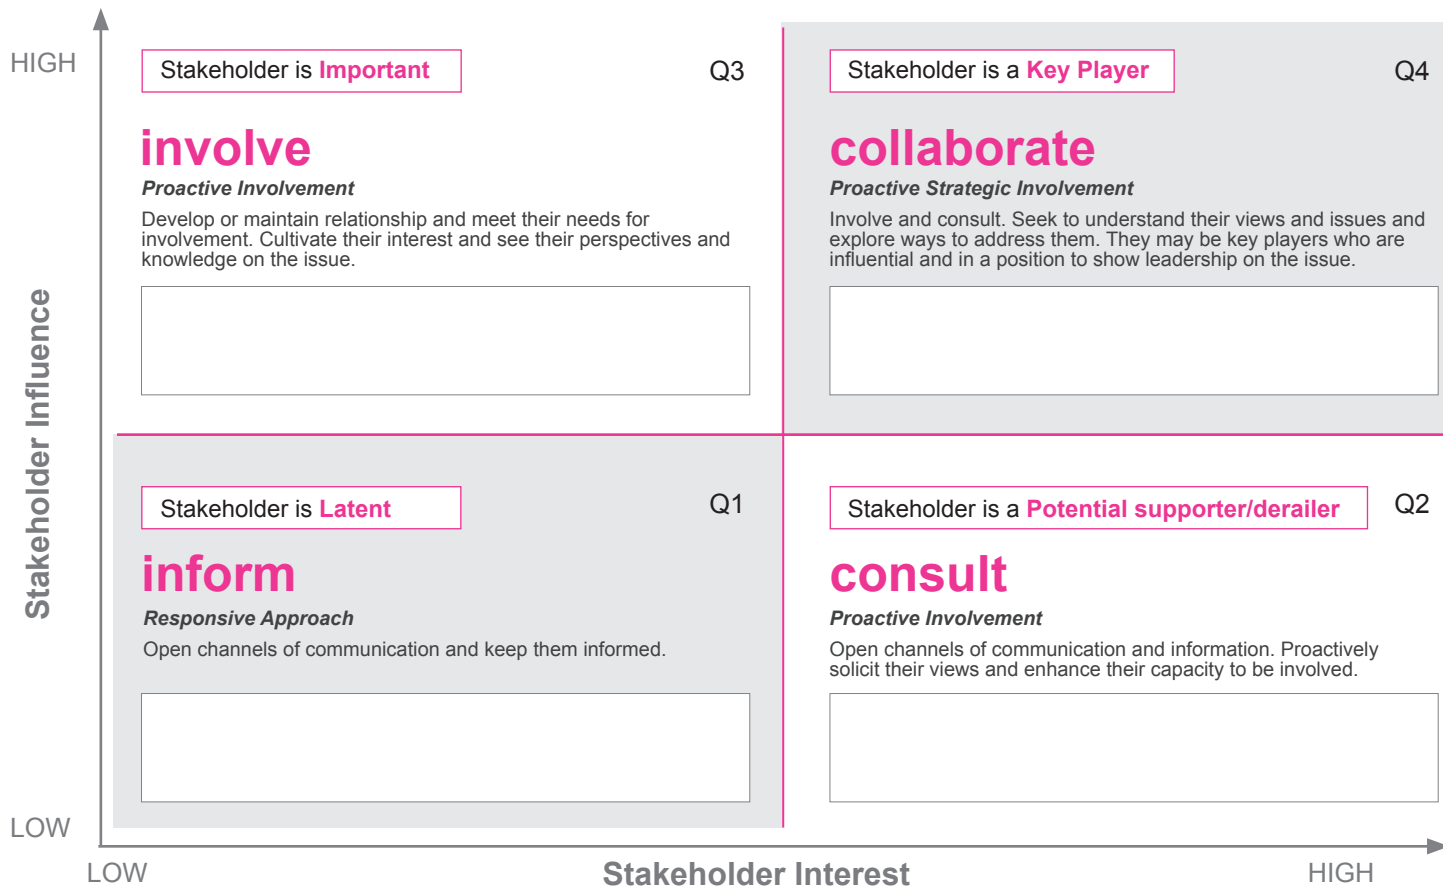 HIGH
Stakeholder is Important
Q3
involve
Proactive Involvement
Develop or maintain relationship and meet their needs for
involvement. Cultivate their interest and see their perspectives and
knowledge on the issue.
Stakeholder is a Key Player
Q4
collaborate
Proactive Strategic Involvement
Involve and consult. Seek to understand their views and issues and
explore ways to address them. They may be key players who are
influential and in a position to show leadership on the issue.
Stakeholder Influence
Stakeholder is Latent
Q1
inform
Responsive Approach
Open channels of communication and keep them informed.
Stakeholder is a Potential supporter/derailer
Q2
consult
Proactive Involvement
Open channels of communication and information. Proactively
solicit their views and enhance their capacity to be involved.
LOW
LOW
Stakeholder Interest
HIGH